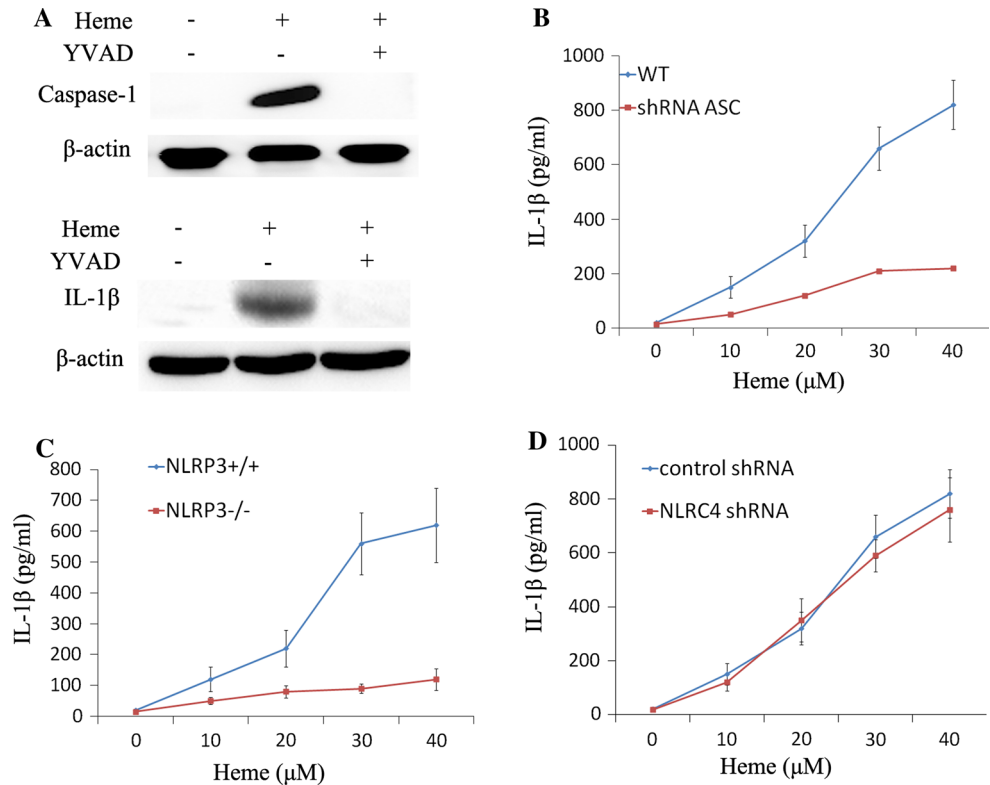 A
Heme - + +
YVAD - - +
Caspase-1
β-actin
Heme - + +
YVAD - - +
IL-1β
β-actin
B
1000
800
600
400
200
0
IL-1β (pg/ml)
WT
shRNA ASC
0 10 20 30 40
Heme (μM)
C
800
700
600
500
400
300
200
100
0
IL-1β (pg/ml)
NLRP3+/+
NLRP3-/-
0 10 20 30 40
Heme (μM)
D
1000
800
600
400
200
0
IL-1β (pg/ml)
control shRNA
NLRC4 shRNA
0 10 20 30 40
Heme (μM)